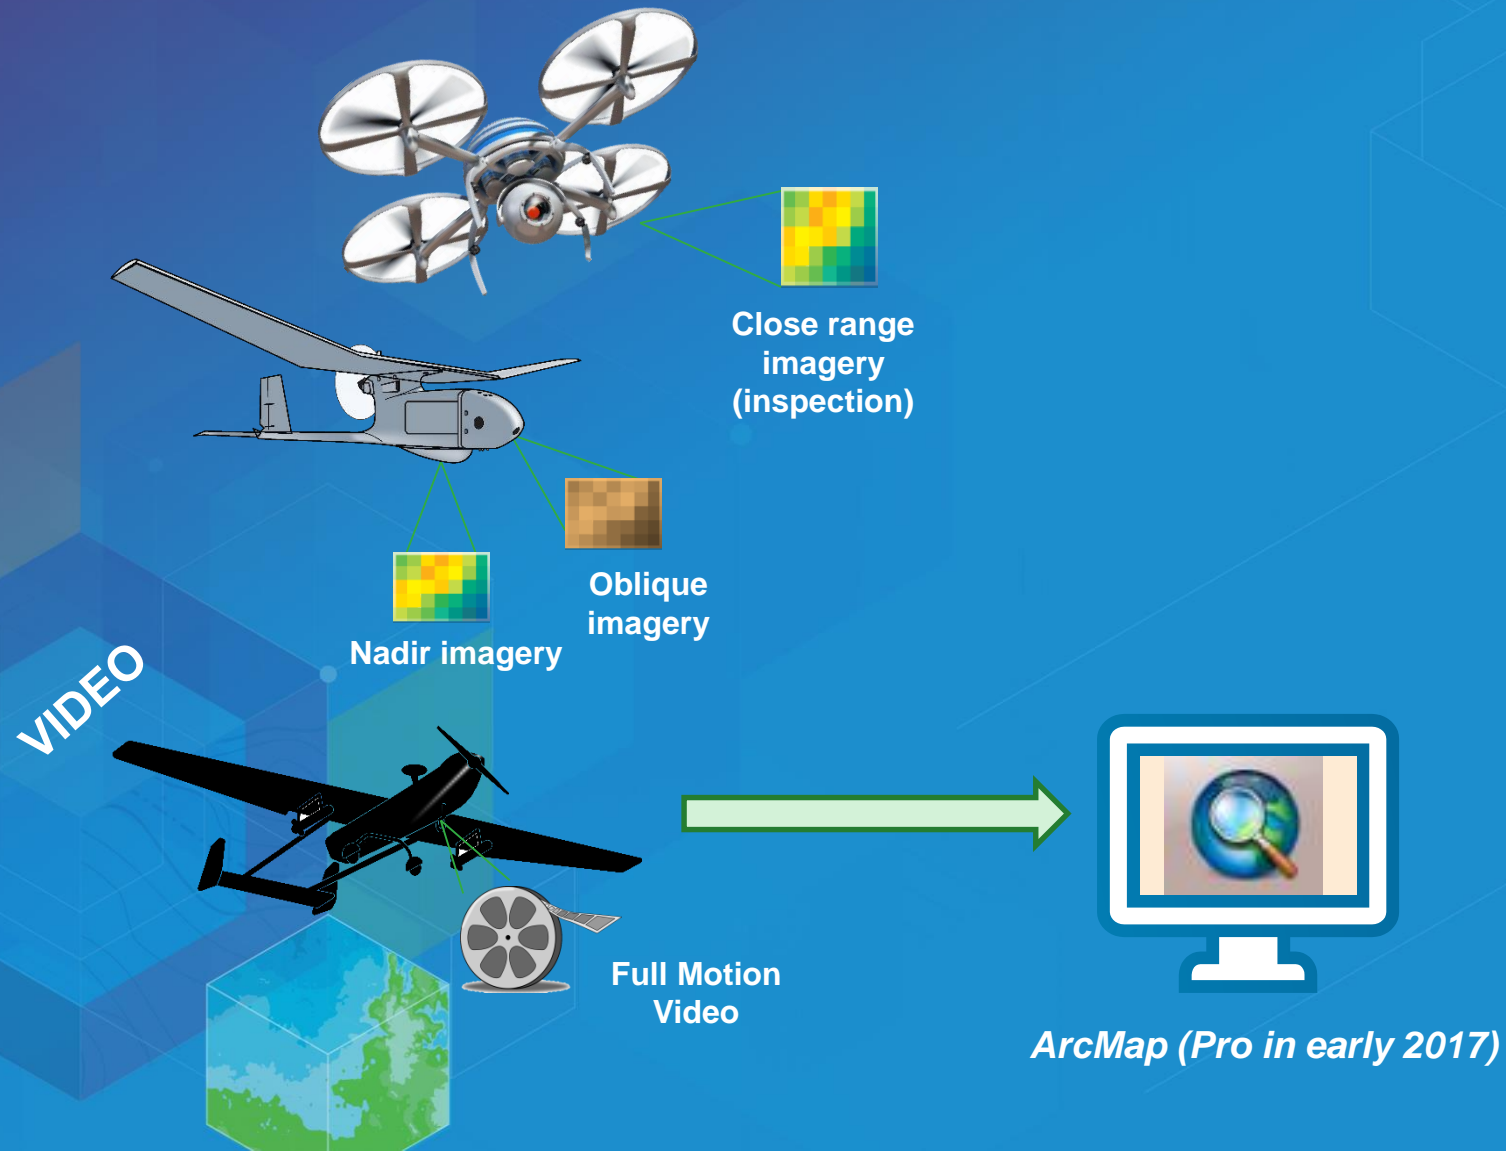 Close range
imagery
(inspection)
Oblique
imagery
Nadir imagery
VIDEO
Full Motion
Video
ArcMap (Pro in early 2017)